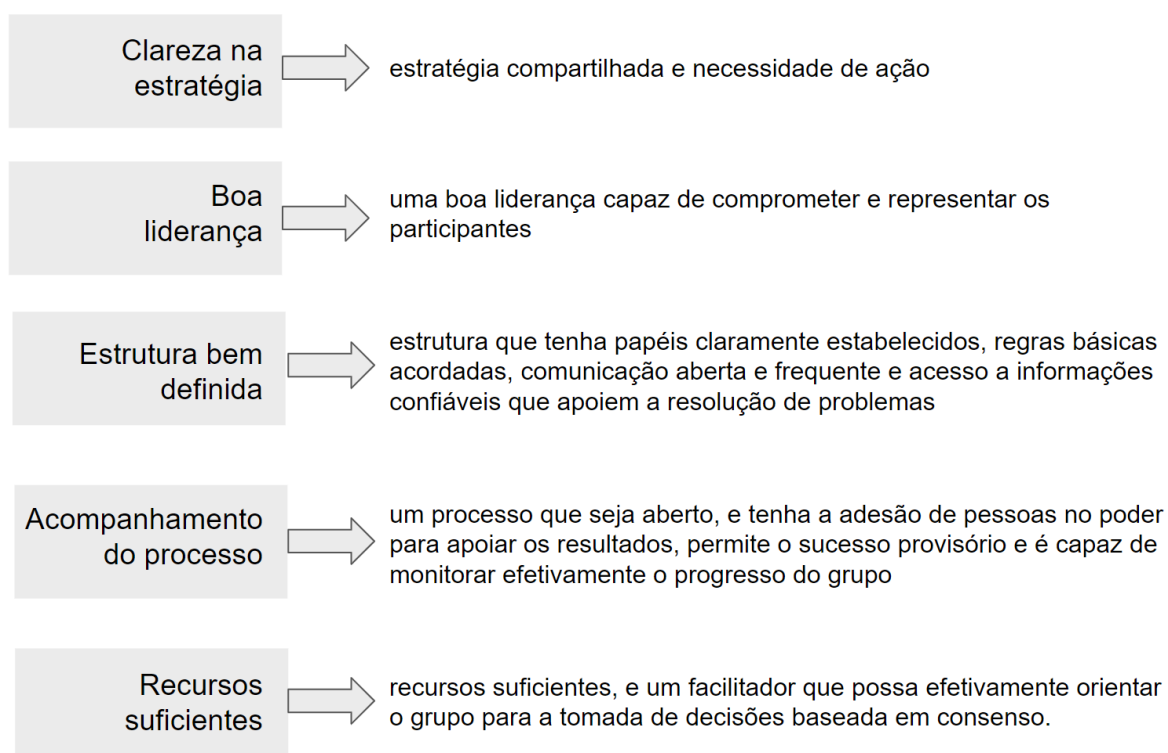 Clareza na
estratégia
estratégia compartilhada e necessidade de ação
Boa
liderança
uma boa liderança capaz de comprometer e representar os
participantes
Estrutura bem
definida
estrutura que tenha papéis claramente estabelecidos, regras básicas
acordadas, comunicação aberta e frequente e acesso a informações
confiáveis que apoiem a resolução de problemas
Acompanhamento
do processo
um processo que seja aberto, e tenha a adesão de pessoas no poder
para apoiar os resultados, permite o sucesso provisório e é capaz de
monitorar efetivamente o progresso do grupo
Recursos
suficientes
recursos suficientes, e um facilitador que possa efetivamente orientar
o grupo para a tomada de decisões baseada em consenso.